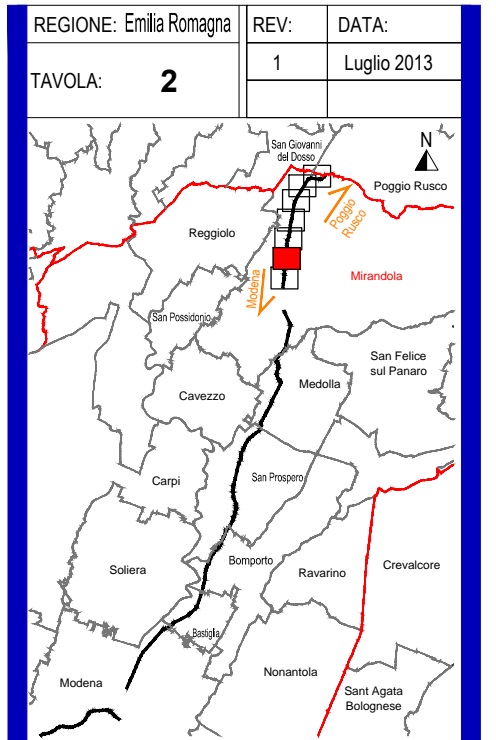 REGIONE: Emilia Romagna
REV:
DATA:
TAVOLA: 2
1
Luglio 2013
San Giovanni
del Dosso
N
Poggio Rusco
Poggio
Rusco
Reggiolo
Mirandola
Modena
San Possidonio
San Felice
sul Panaro
Medolla
Cavezzo
Carpi
San Prospero
Soliera
Bomporto
Ravarino
Crevalcore
Bastiglia
Nonantola
Modena
Sant Agata
Bolognese